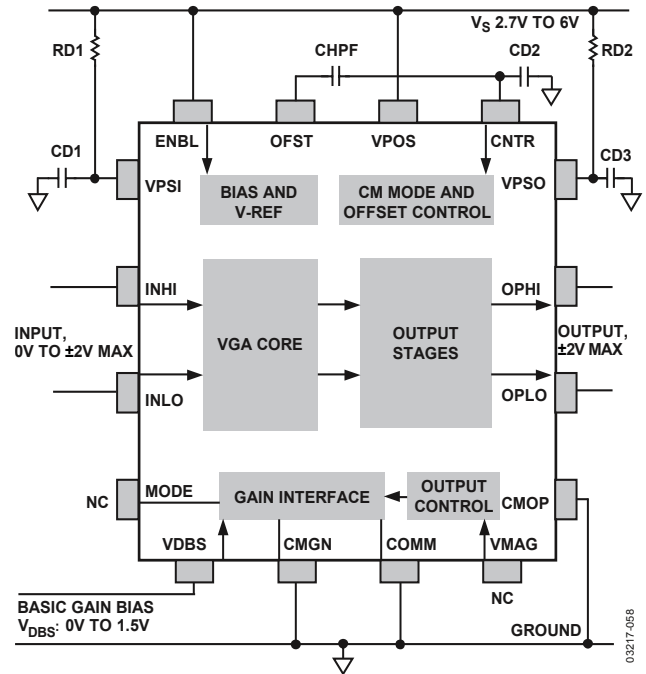 V_S 2.7V TO 6V
RD1
CHPF
CD2
RD2
ENBL
OFST
VPOS
CNTR
CD1
CD3
VPSI
VPSO
BIAS AND
V-REF
CM MODE AND
OFFSET CONTROL
INHI
OPHI
INPUT,
0V TO ±2V MAX
VGA CORE
OUTPUT
STAGES
OUTPUT,
±2V MAX
INLO
OPLO
NC
MODE
GAIN INTERFACE
OUTPUT
CONTROL
CMOP
VDBS
CMGN
COMM
VMAG
NC
BASIC GAIN BIAS
V_DBS: 0V TO 1.5V
GROUND
03217-058